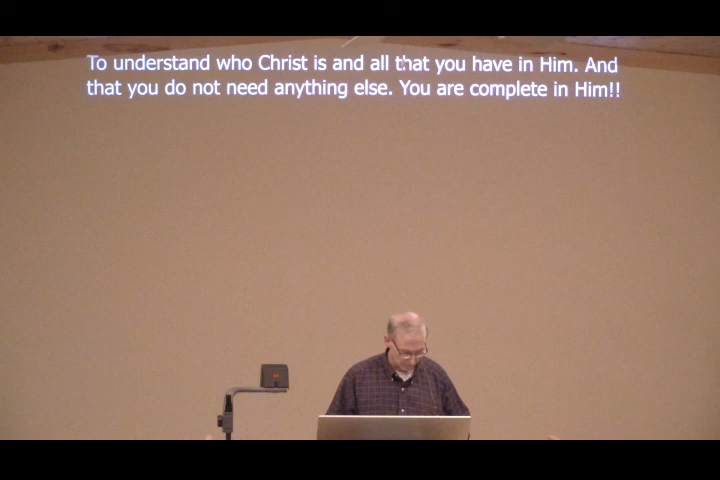 To understand who Christ is and all that you have in Him. And
that you do not need anything else. You are complete in Him!!